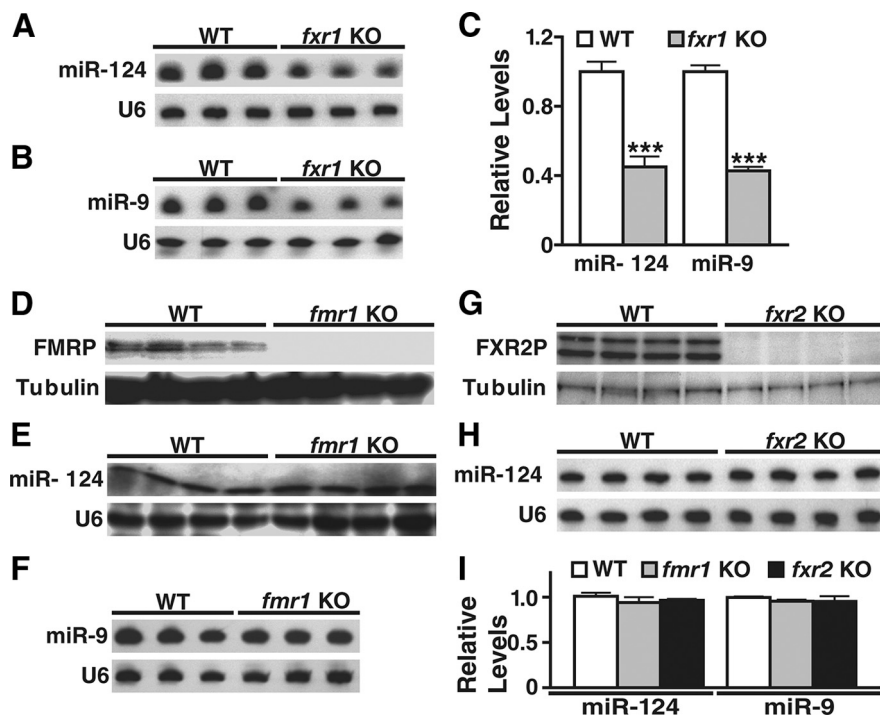 A
WT fxr1 KO
miR-124
U6
B
WT fxr1 KO
miR-9
U6
C
WT fxr1 KO
Relative Levels
1.2
0.8
0.4
0
*** ***
miR- 124 miR-9
D
WT fmr1 KO
FMRP
Tubulin
E
WT fmr1 KO
miR- 124
U6
F
WT fmr1 KO
miR-9
U6
G
WT fxr2 KO
FXR2P
Tubulin
H
WT fxr2 KO
miR-124
U6
I
WT fmr1 KO fxr2 KO
Relative
Levels
1.0
0.5
0
miR-124 miR-9